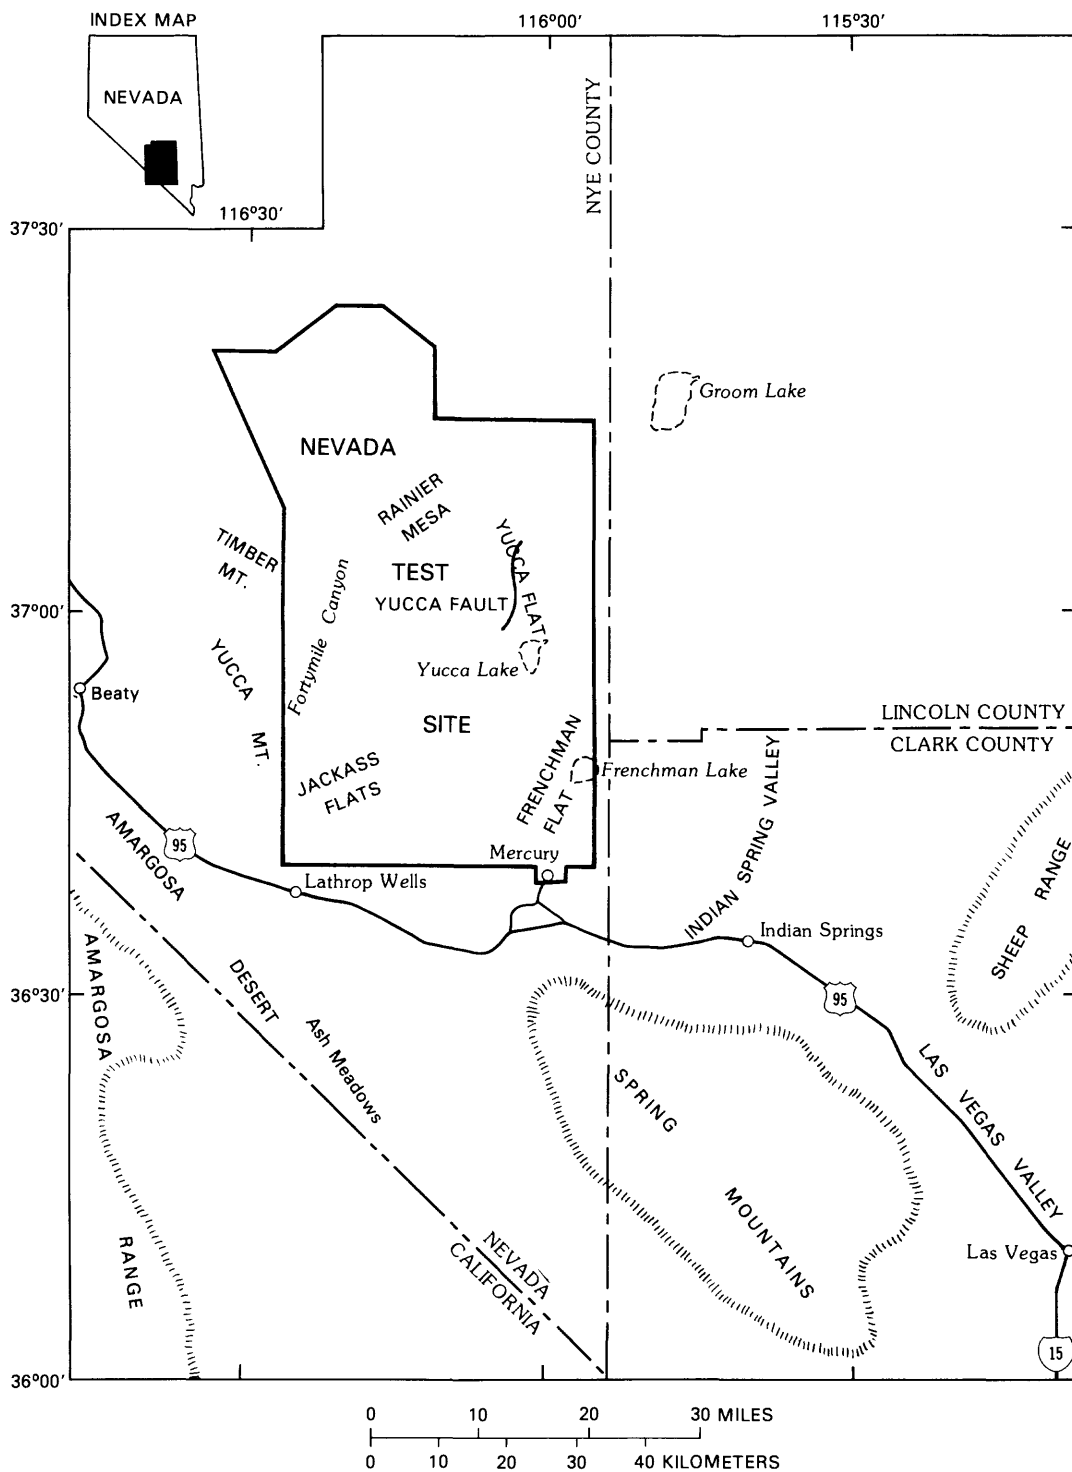 INDEX MAP
116°00'
115°30'
NEVADA
NYE COUNTY
116°30'
37°30'
Groom Lake
NEVADA
RAINIER
MESA
YUCCA FLAT
TIMBER
MT.
TEST
Fortymile Canyon
YUCCA FAULT
37°00'
YUCCA
MT.
Yucca Lake
Beaty
SITE
LINCOLN COUNTY
CLARK COUNTY
FRENCHMAN
FLAT
Frenchman Lake
JACKASS
FLATS
INDIAN SPRING VALLEY
AMARGOSA
DESERT
95
Mercury
Lathrop Wells
Indian Springs
SHEEP RANGE
AMARGOSA
RANGE
36°30'
95
Ash Meadows
LAS VEGAS VALLEY
SPRING
MOUNTAINS
NEVADA
CALIFORNIA
Las Vegas
15
36°00'
0 10 20 30 MILES
0 10 20 30 40 KILOMETERS